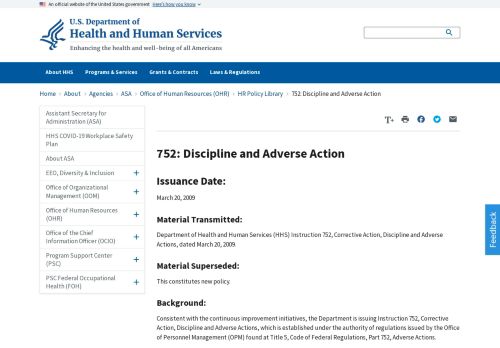 An official website of the United States government Here's how you know
U.S. Department of
Health and Human Services
Enhancing the health and well-being of all Americans
About HHS Programs & Services Grants & Contracts Laws & Regulations
Home > About > Agencies > ASA > Office of Human Resources (OHR) > HR Policy Library > 752 Discipline and Adverse Action
Assistant Secretary for
Administration (ASA)
HHS COVID-19 Workplace Safety
Plan
About ASA
EEO, Diversity & Inclusion +
Office of Organizational
Management (OOM) +
Office of Human Resources
(OHR) +
Office of the Chief
Information Officer (OCIO) +
Program Support Center
(PSC) +
PSC Federal Occupational
Health (FOH) +
T+
752: Discipline and Adverse Action
Issuance Date:
March 20, 2009
Material Transmitted:
Department of Health and Human Services (HHS) Instruction 752, Corrective Action, Discipline and Adverse
Actions, dated March 20, 2009.
Material Superseded:
This constitutes new policy.
Background:
Consistent with the continuous improvement initiatives, the Department is issuing Instruction 752, Corrective
Action, Discipline and Adverse Actions, which is established under the authority of regulations issued by the Office
of Personnel Management (OPM) found at Title 5, Code of Federal Regulations, Part 752, Adverse Actions.
Feedback